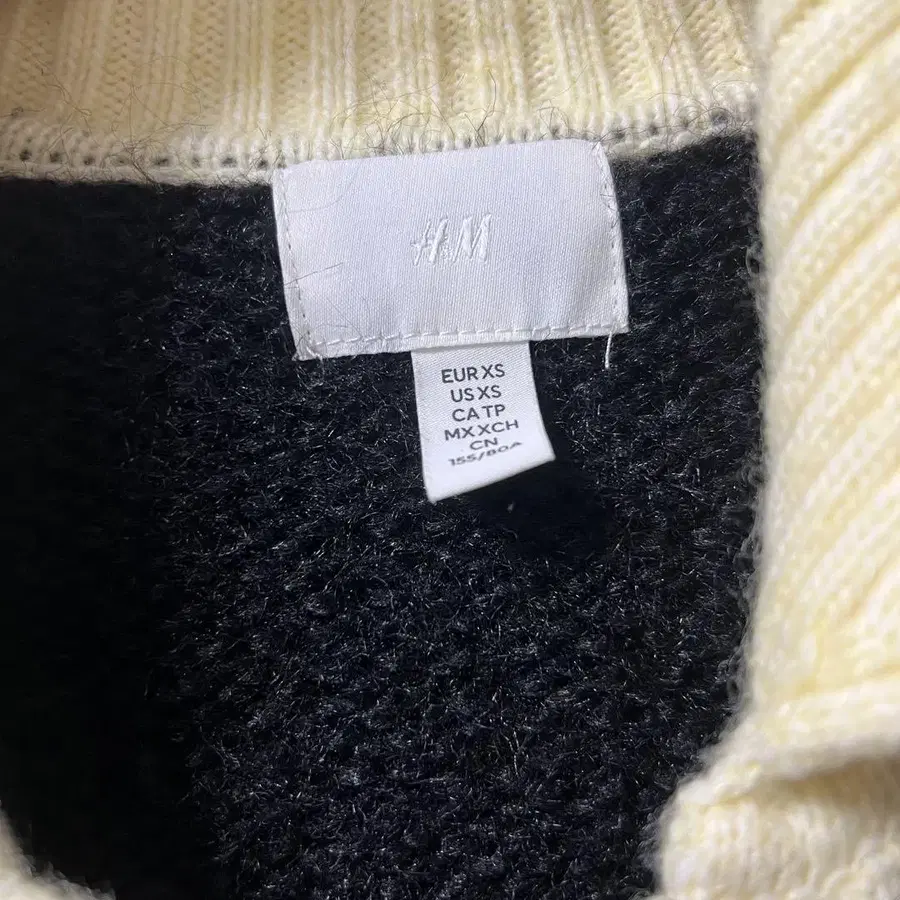 H&M
EUR XS
US XS
CA TP
MX XCH
CN
155/80A